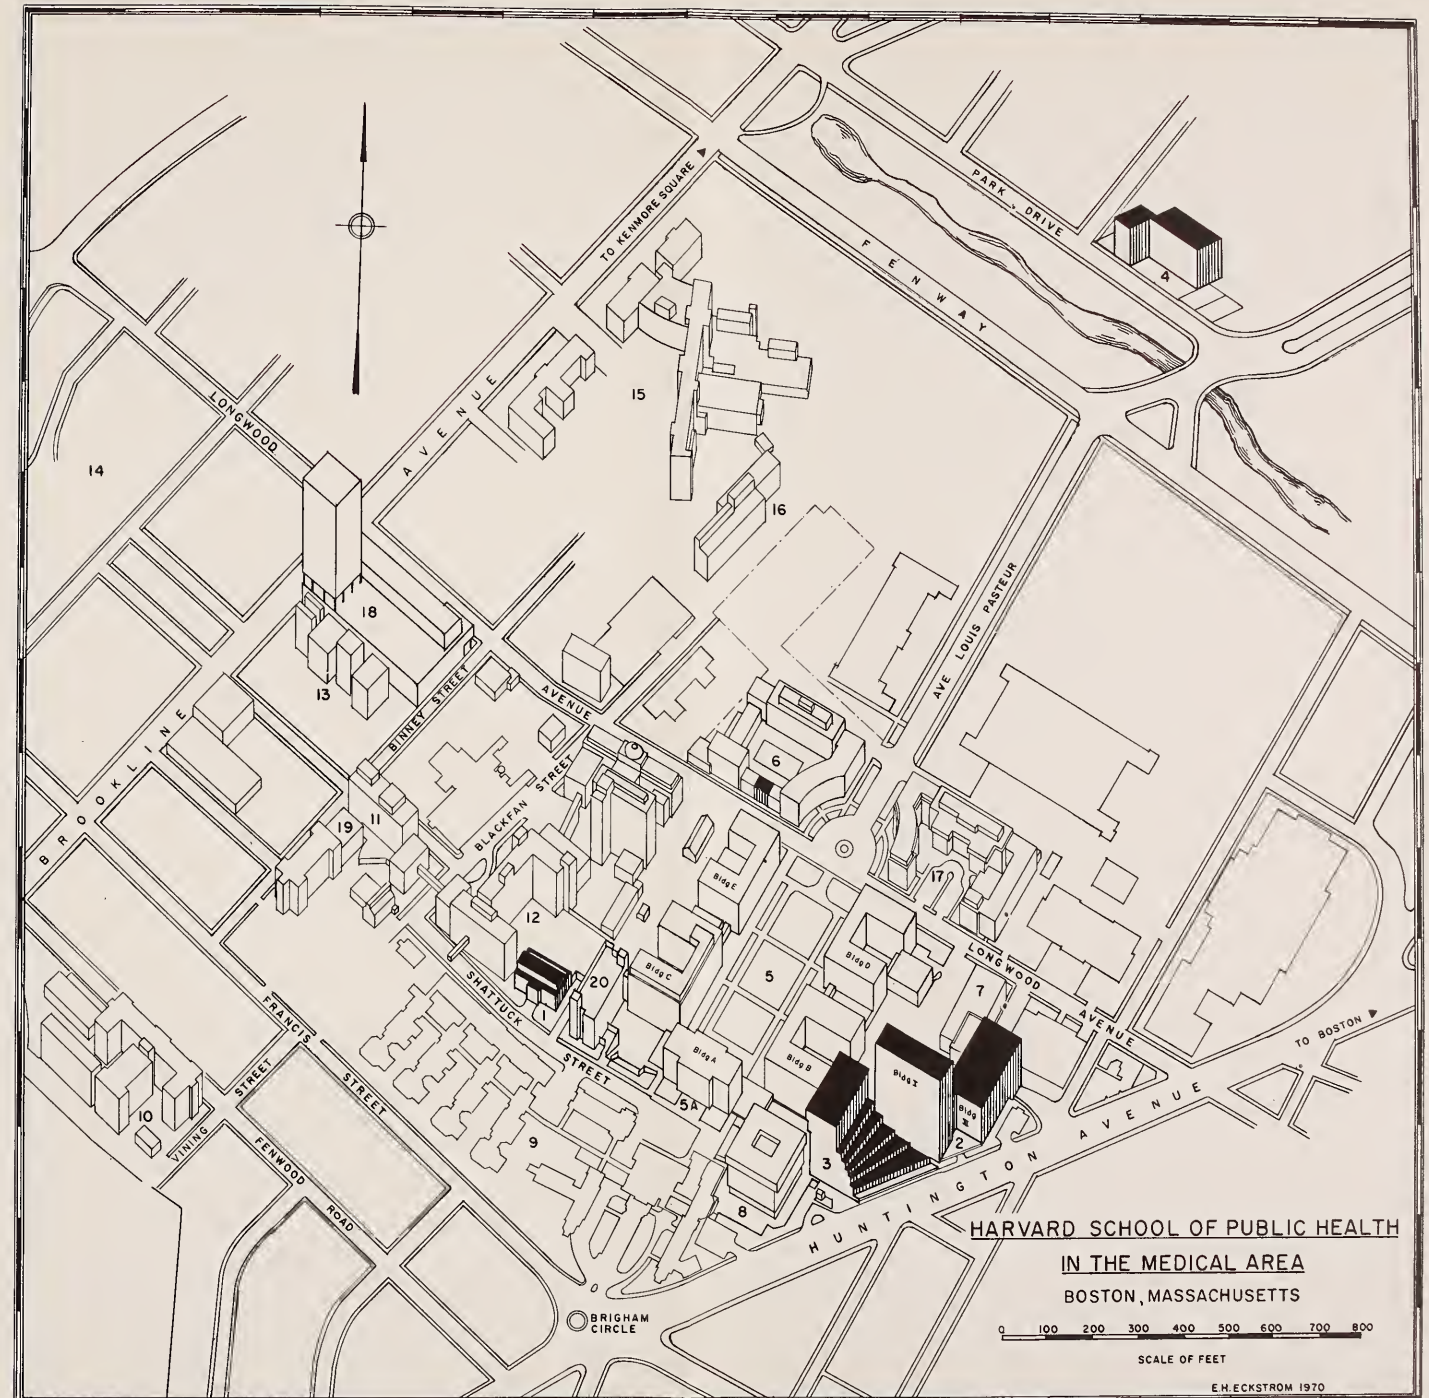 PARK DRIVE
TO KENMORE SQUARE
FENWAY
4
15
LONGWOOD
AVENUE
14
16
18
AVE LOUIS PASTEUR
13
BINNEY STREET
AVENUE
BROOKLINE
6
BLACKFAN STREET
19
11
Bldg E
17
12
Bldg C
Bldg D
LONGWOOD
AVENUE
SHATTUCK
STREET
1
20
5
7
FRANCIS
STREET
TO BOSTON
Bldg A
Bldg B
Bldg I
Bldg II
10
VINING
STREET
FENWOOD
ROAD
5A
9
3
2
8
HUNTINGTON AVENUE
HARVARD SCHOOL OF PUBLIC HEALTH
IN THE MEDICAL AREA
BOSTON, MASSACHUSETTS
0 100 200 300 400 500 600 700 800
SCALE OF FEET
BRIGHAM
CIRCLE
E.H. ECKSTROM 1970